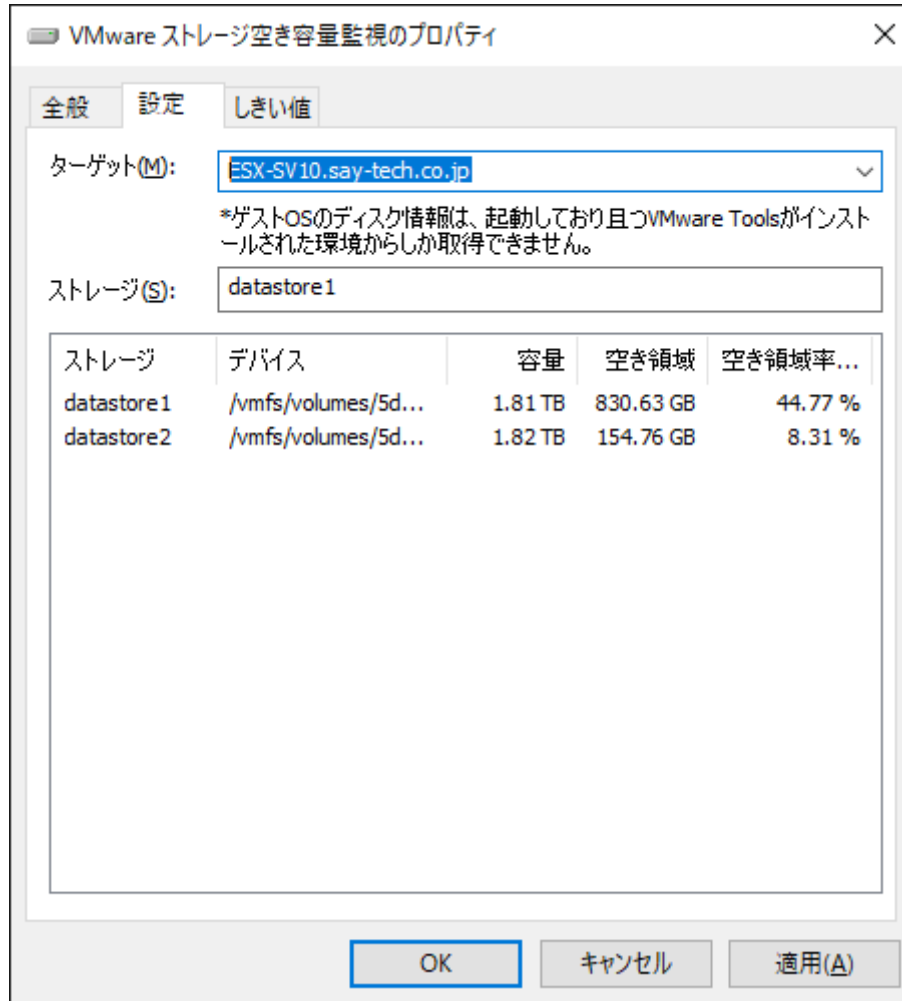 VMware ストレージ空き容量監視のプロパティ
全般 設定 しきい値
ターゲット(M): ESX-SV10.say-tech.co.jp
*ゲストOSのディスク情報は、起動しており且つVMware Toolsがインスト
ールされた環境からしか取得できません。
ストレージ(S): datastore1
ストレージ デバイス 容量 空き領域 空き領域率...
datastore1 /vmfs/volumes/5d... 1.81 TB 830.63 GB 44.77 %
datastore2 /vmfs/volumes/5d... 1.82 TB 154.76 GB 8.31 %
OK キャンセル 適用(A)